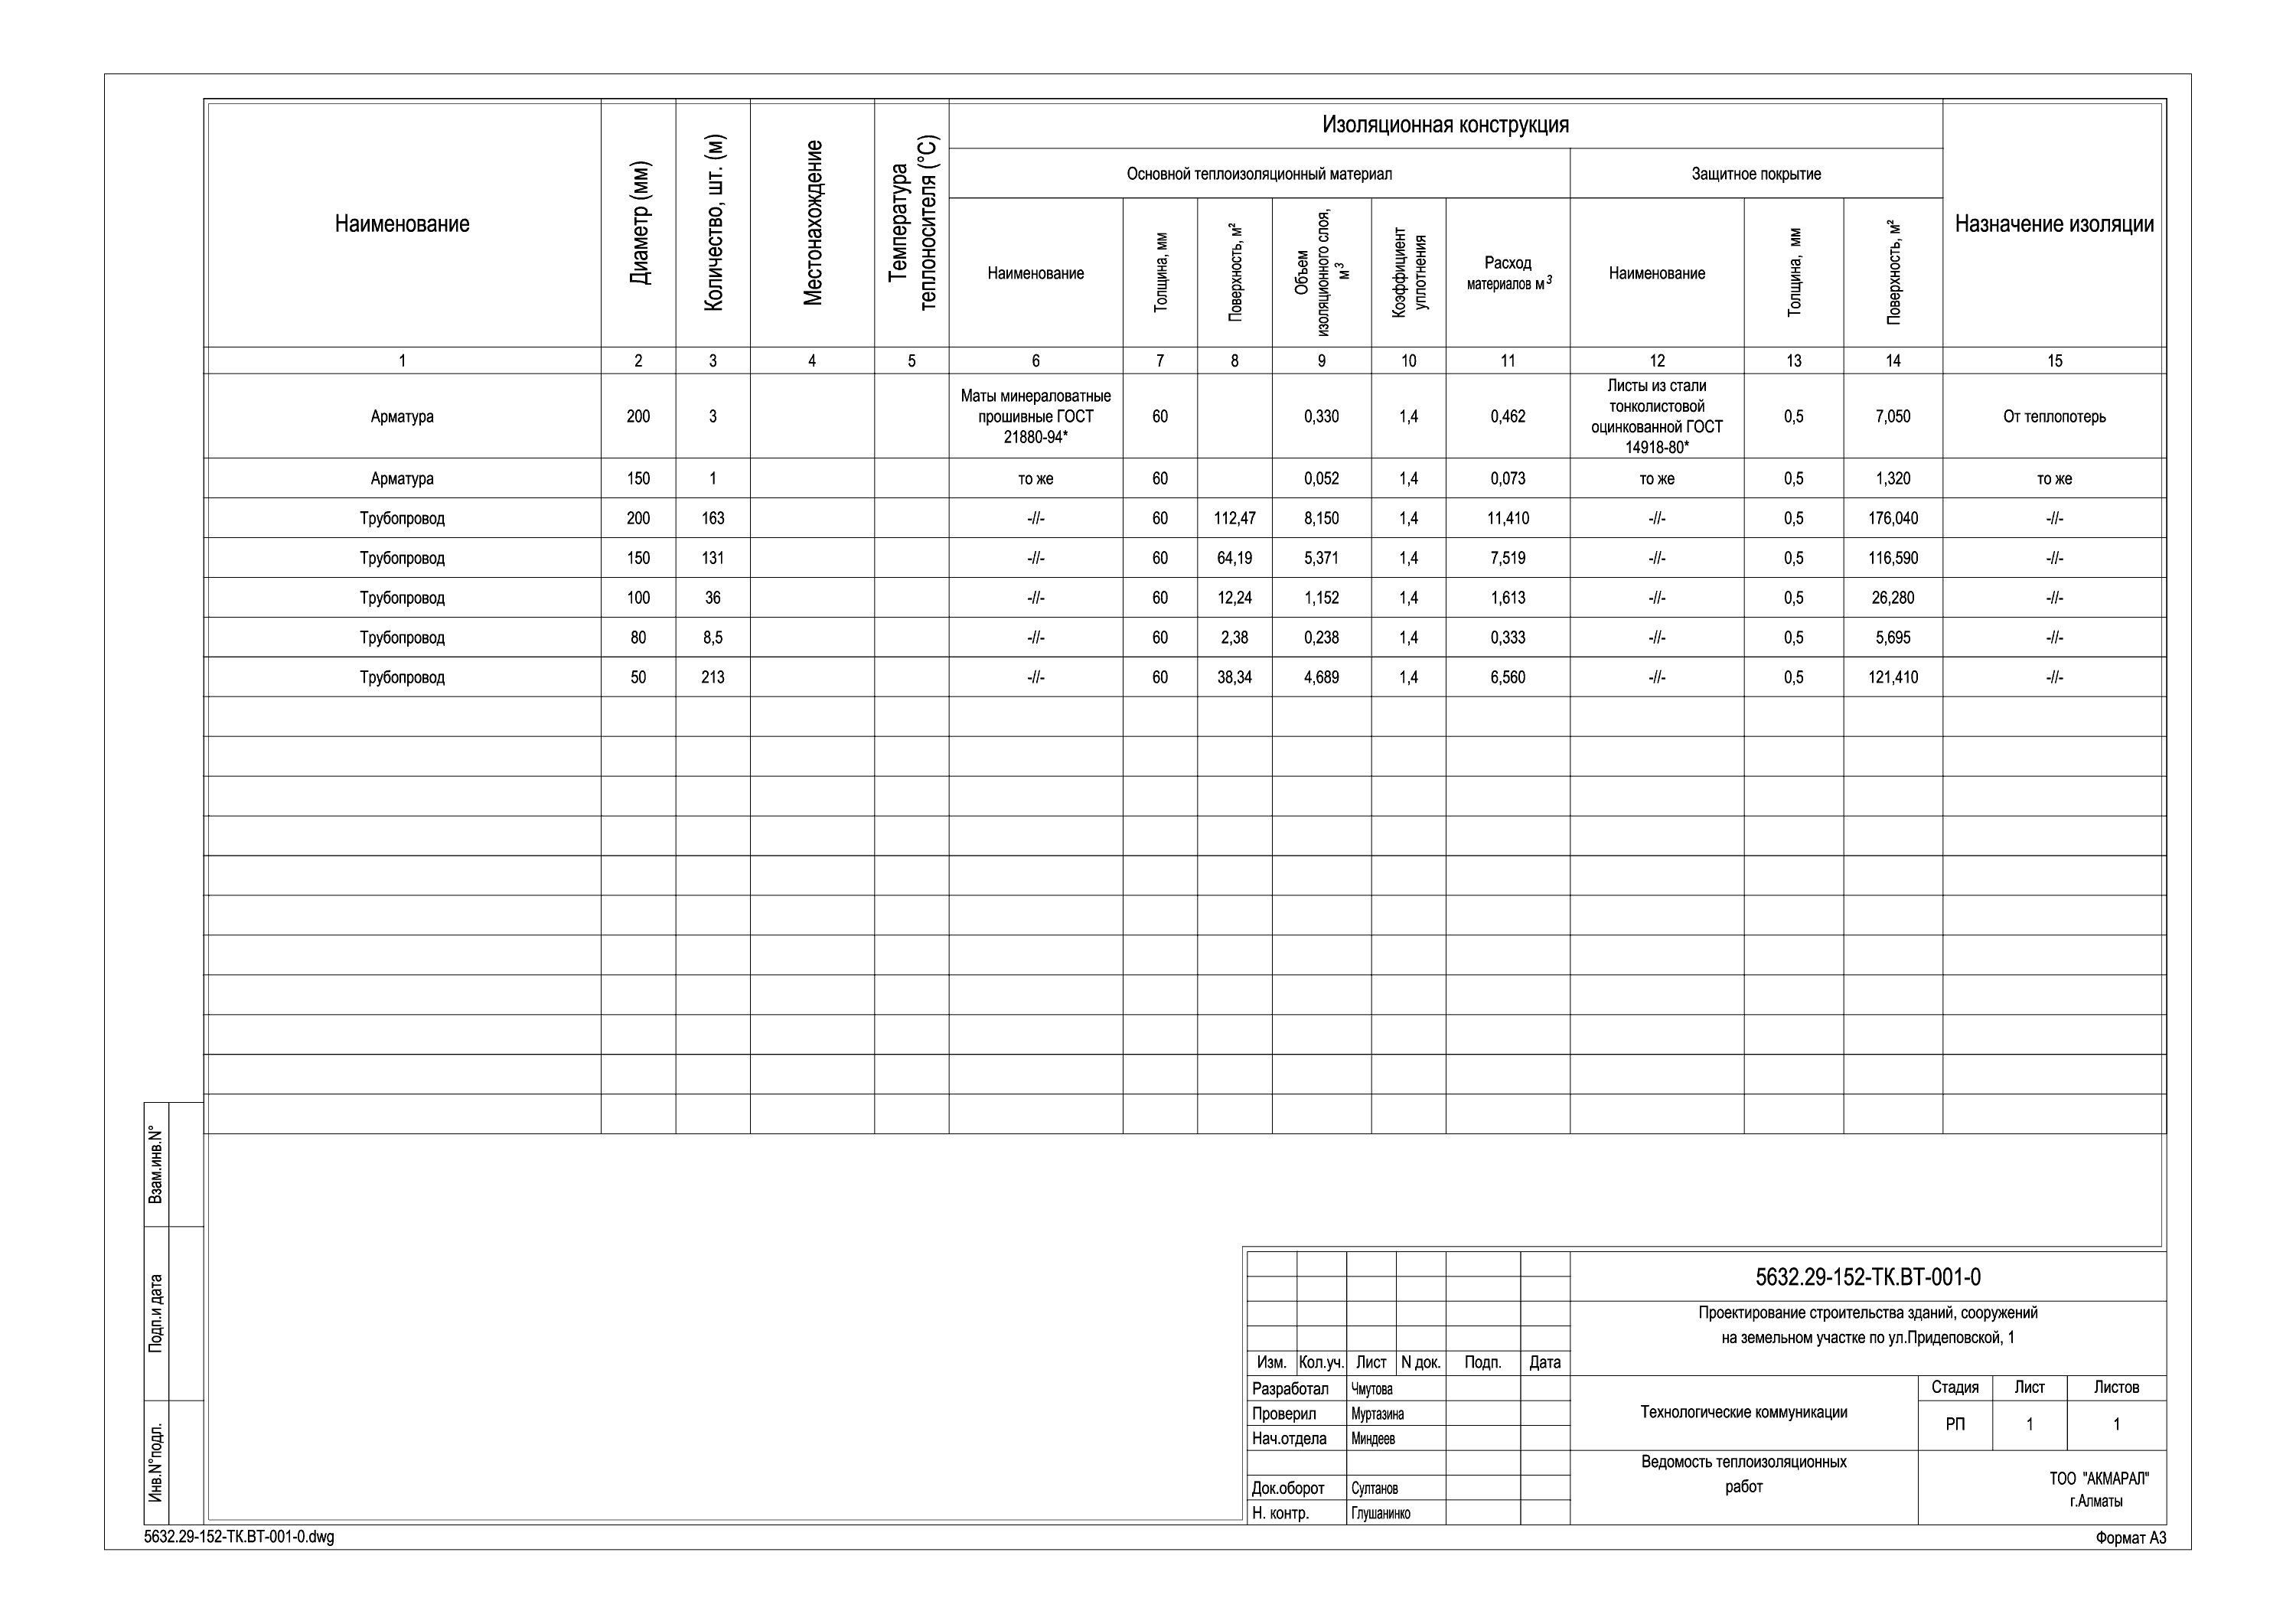 Наименование
Диаметр (мм)
Количество, шт. (м)
Местонахождение
Температура
теплоносителя (°С)
Изоляционная конструкция
Основной теплоизоляционный материал
Защитное покрытие
Назначение изоляции
Наименование
Толщина, мм
Поверхность, м²
Объем
изоляционного слоя,
м³
Коэффициент
уплотнения
Расход
материалов м³
Наименование
Толщина, мм
Поверхность, м²
1 2 3 4 5 6 7 8 9 10 11 12 13 14 15
Арматура 200 3 Маты минераловатные
прошивные ГОСТ
21880-94* 60 0,330 1,4 0,462 Листы из стали
тонколистовой
оцинкованной ГОСТ
14918-80* 0,5 7,050 От теплопотерь
Арматура 150 1 то же 60 0,052 1,4 0,073 то же 0,5 1,320 то же
Трубопровод 200 163 -//- 60 112,47 8,150 1,4 11,410 -//- 0,5 176,040 -//-
Трубопровод 150 131 -//- 60 64,19 5,371 1,4 7,519 -//- 0,5 116,590 -//-
Трубопровод 100 36 -//- 60 12,24 1,152 1,4 1,613 -//- 0,5 26,280 -//-
Трубопровод 80 8,5 -//- 60 2,38 0,238 1,4 0,333 -//- 0,5 5,695 -//-
Трубопровод 50 213 -//- 60 38,34 4,689 1,4 6,560 -//- 0,5 121,410 -//-
Взам.инв.N°
Подп.и дата
Инв.N°подл.
5632.29-152-ТК.ВТ-001-0
Проектирование строительства зданий, сооружений
на земельном участке по ул.Придеповской, 1
Изм. Кол.уч. Лист N док. Подп. Дата
Разработал Чмутова
Проверил Муртазина
Нач.отдела Миндеев
Док.оборот Султанов
Н. контр. Глушанинко
Технологические коммуникации
Стадия Лист Листов
РП 1 1
Ведомость теплоизоляционных
работ
ТОО "АКМАРАЛ"
г.Алматы
5632.29-152-ТК.ВТ-001-0.dwg
Формат А3